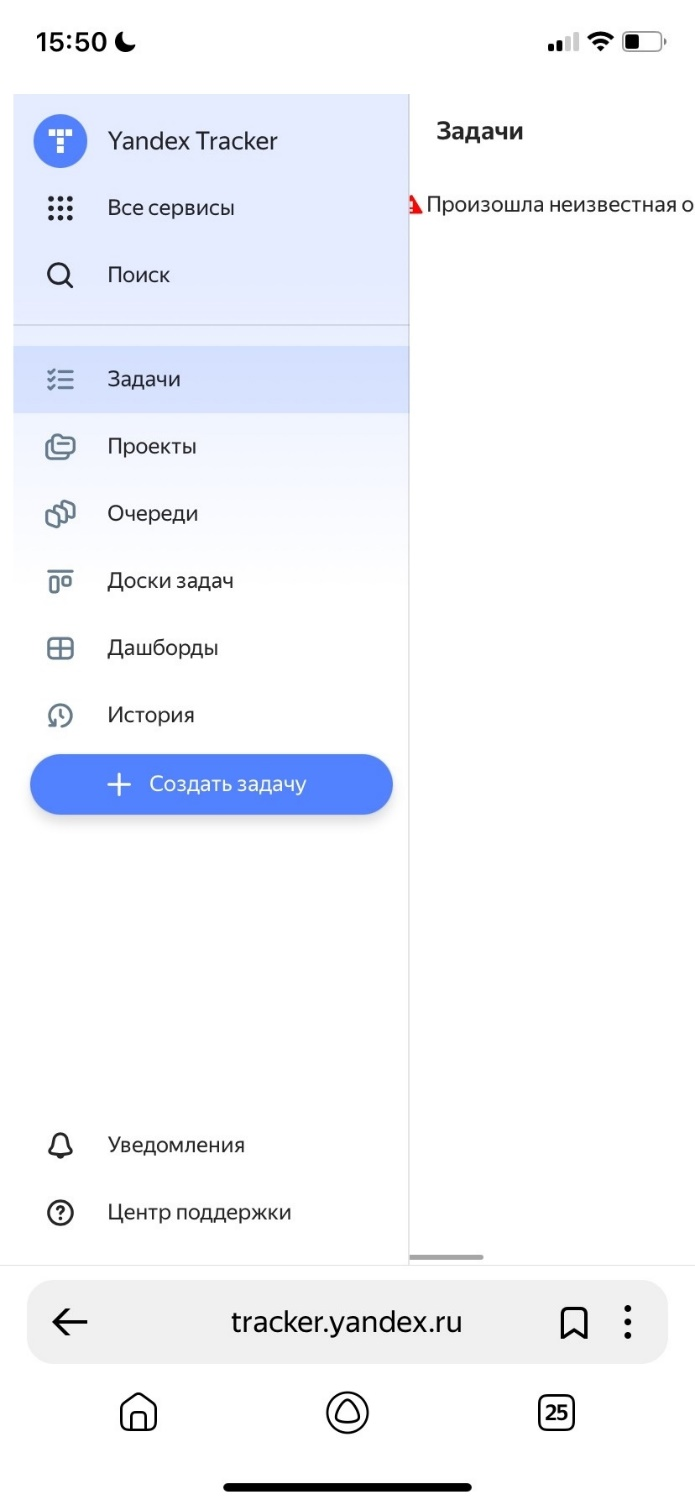 15:50
Yandex Tracker
Все сервисы
Поиск
Задачи
Проекты
Очереди
Доски задач
Дашборды
История
Создать задачу
Уведомления
Центр поддержки
Задачи
Произошла неизвестная о
tracker.yandex.ru
25